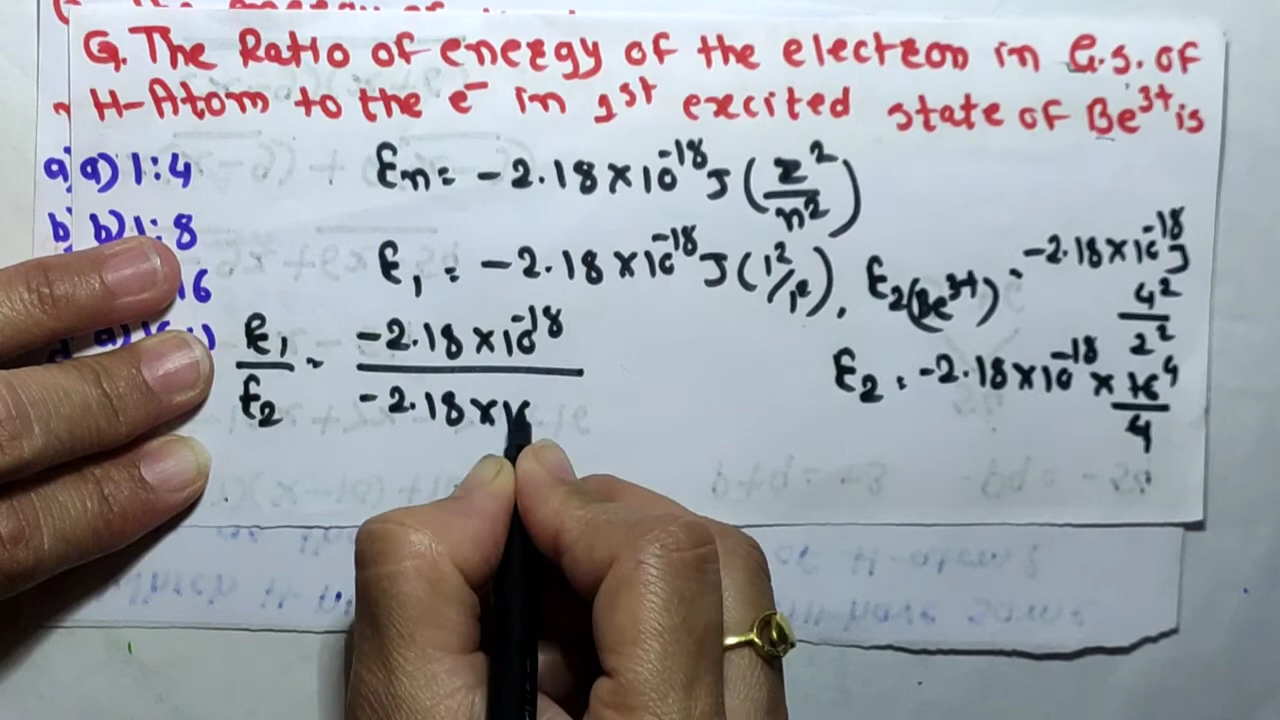 Q. The Ratio of energy of the electron in G.s. of
H-Atom to the e⁻ in 1st excited state of Be³⁺ is
a) a) 1:4
b) b) 1:8
16
En = -2.18×10⁻¹⁸ J (Z²/n²)
E₁ = -2.18×10⁻¹⁸ J (1²/1²),
E₂(Be³⁺) = -2.18×10⁻¹⁸ J 4²/2²
E₂ = -2.18×10⁻¹⁸ × 16 4/4
E₁/E₂ = -2.18×10⁻¹⁸
-2.18×1